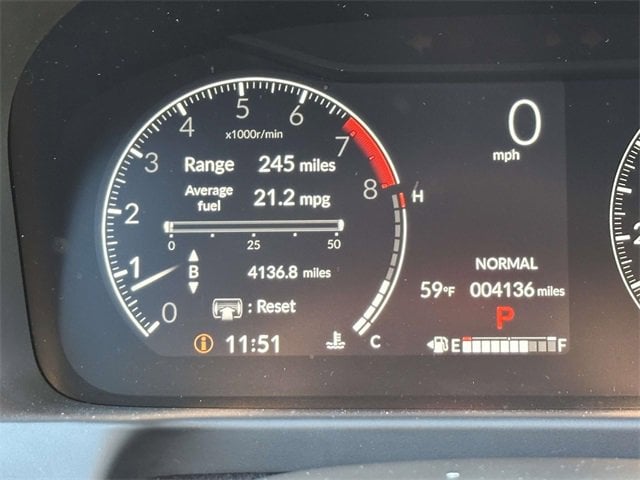 0
1
2
3
4
5
6
7
8
x1000r/min
Range 245 miles
Average fuel 21.2 mpg
0 25 50
B 4136.8 miles
: Reset
i 11:51
H
C
0
mph
NORMAL
59°F 004136 miles
P
E F
2